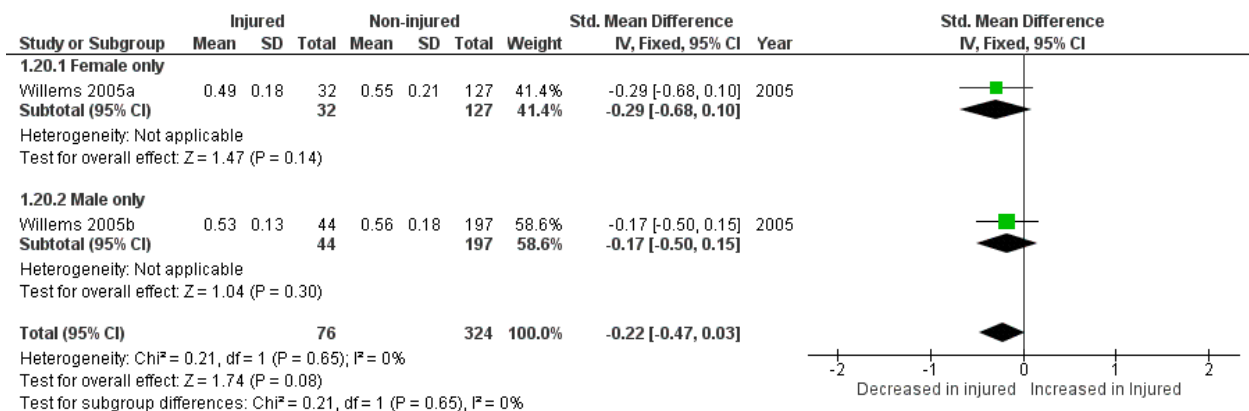 Injured Non-injured Std. Mean Difference Std. Mean Difference
Study or Subgroup Mean SD Total Mean SD Total Weight IV, Fixed, 95% CI Year IV, Fixed, 95% CI
1.20.1 Female only
Willems 2005a 0.49 0.18 32 0.55 0.21 127 41.4% -0.29 [-0.68, 0.10] 2005
Subtotal (95% CI) 32 127 41.4% -0.29 [-0.68, 0.10]
Heterogeneity: Not applicable
Test for overall effect: Z = 1.47 (P = 0.14)
1.20.2 Male only
Willems 2005b 0.53 0.13 44 0.56 0.18 197 58.6% -0.17 [-0.50, 0.15] 2005
Subtotal (95% CI) 44 197 58.6% -0.17 [-0.50, 0.15]
Heterogeneity: Not applicable
Test for overall effect: Z = 1.04 (P = 0.30)
Total (95% CI) 76 324 100.0% -0.22 [-0.47, 0.03]
Heterogeneity: Chi² = 0.21, df = 1 (P = 0.65); I² = 0%
Test for overall effect: Z = 1.74 (P = 0.08)
Test for subgroup differences: Chi² = 0.21, df = 1 (P = 0.65), I² = 0%
-2 -1 0 1 2
Decreased in injured Increased in Injured